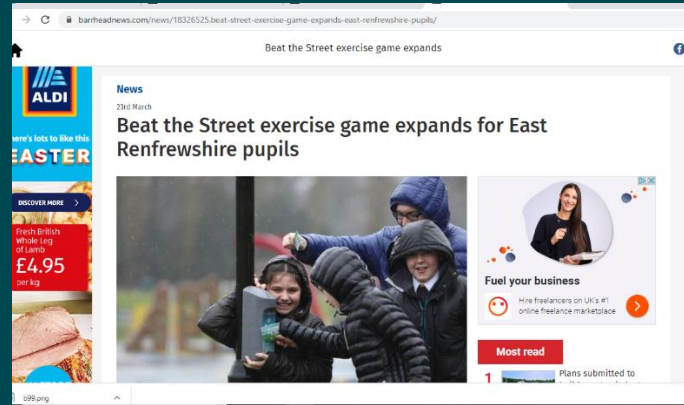 barrheadnews.com/news/18326525.beat-street-exercise-game-expands-east-renfrewshire-pupils/
Beat the Street exercise game expands
ALDI
here's lots to like this
EASTER
DISCOVER MORE
Fresh British
Whole Leg
of Lamb
£4.95
per kg
News
23rd March
Beat the Street exercise game expands for East
Renfrewshire pupils
Fuel your business
Hire freelancers on UK's #1
online freelance marketplace
Most read
1
Plans submitted to
b99.png